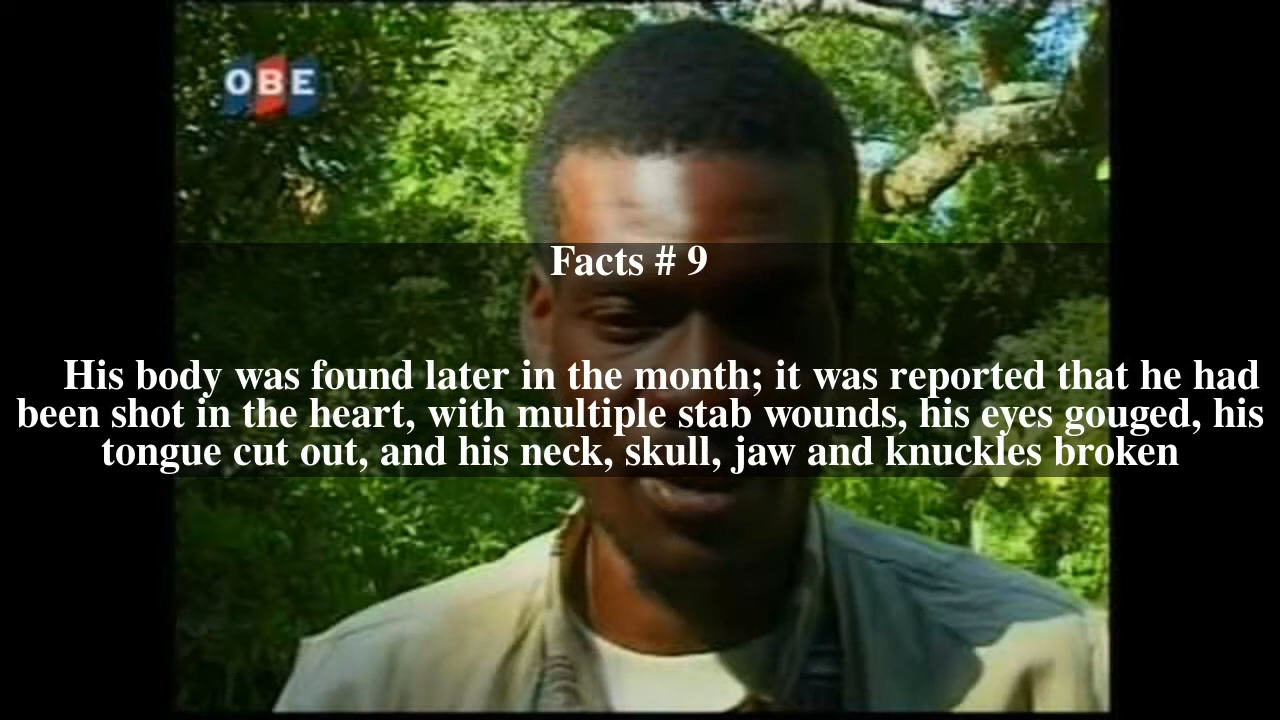 OBE
Facts # 9
His body was found later in the month; it was reported that he had
been shot in the heart, with multiple stab wounds, his eyes gouged, his
tongue cut out, and his neck, skull, jaw and knuckles broken